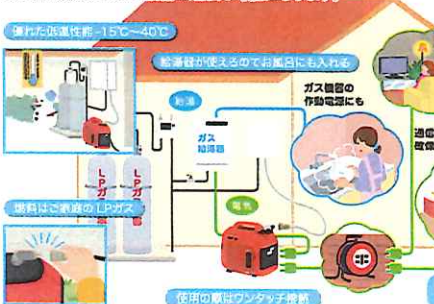 優れた低温性能 -15℃~40℃
給湯器が使えるのでお風呂にも入れる
ガス機器の
作動電源にも
給湯
ガス
給湯器
LPガ
LPガ
電気
燃料はご家庭のLPガス
使用の際はワンタッチ接続